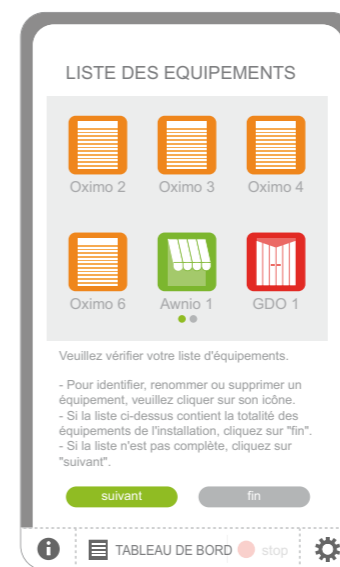 LISTE DES EQUIPEMENTS
Oximo 2 Oximo 3 Oximo 4
Oximo 6 Awnio 1 GDO 1
Veuillez vérifier votre liste d'équipements.
- Pour identifier, renommer ou supprimer un
équipement, veuillez cliquer sur son icône.
- Si la liste ci-dessus contient la totalité des
équipements de l'installation, cliquez sur "fin".
- Si la liste n'est pas complète, cliquez sur
"suivant".
suivant fin
i TABLEAU DE BORD stop